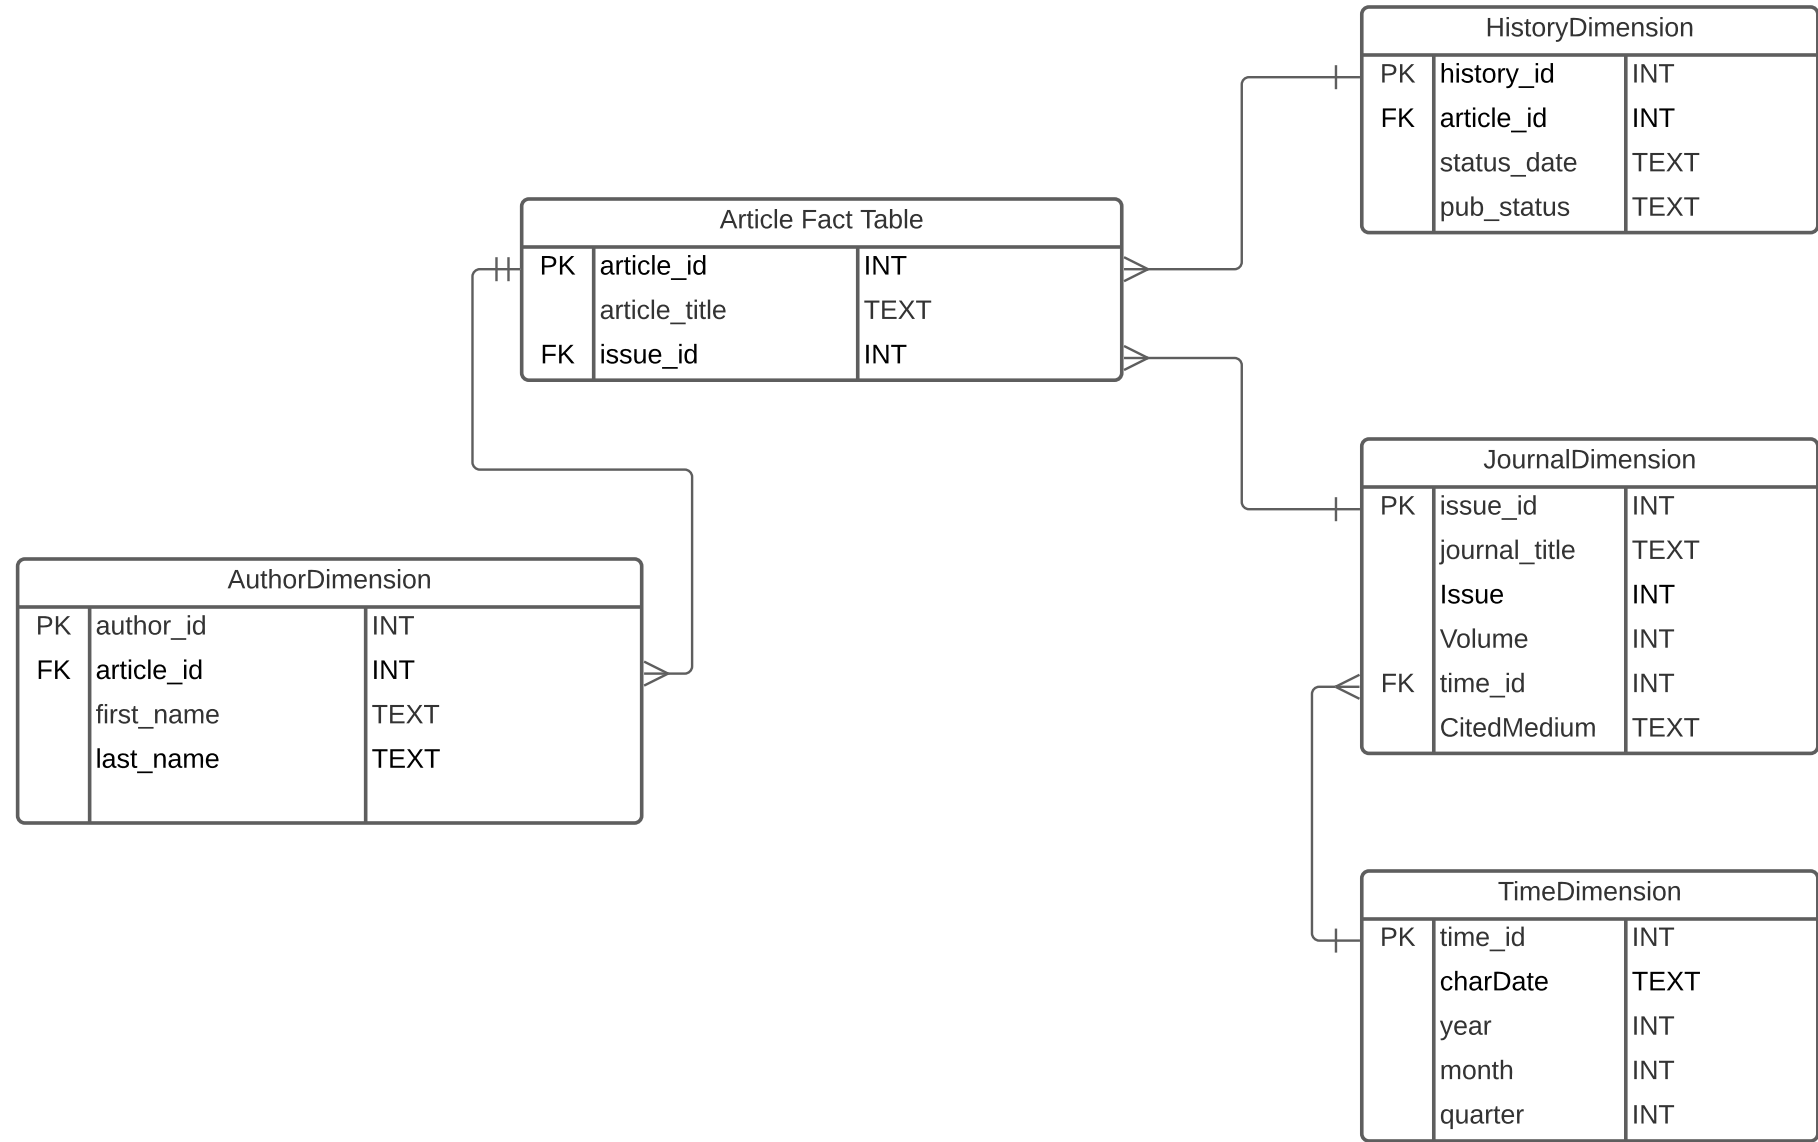 HistoryDimension
PK history_id INT
FK article_id INT
status_date TEXT
pub_status TEXT
Article Fact Table
PK article_id INT
article_title TEXT
FK issue_id INT
JournalDimension
PK issue_id INT
journal_title TEXT
Issue INT
Volume INT
FK time_id INT
CitedMedium TEXT
AuthorDimension
PK author_id INT
FK article_id INT
first_name TEXT
last_name TEXT
TimeDimension
PK time_id INT
charDate TEXT
year INT
month INT
quarter INT